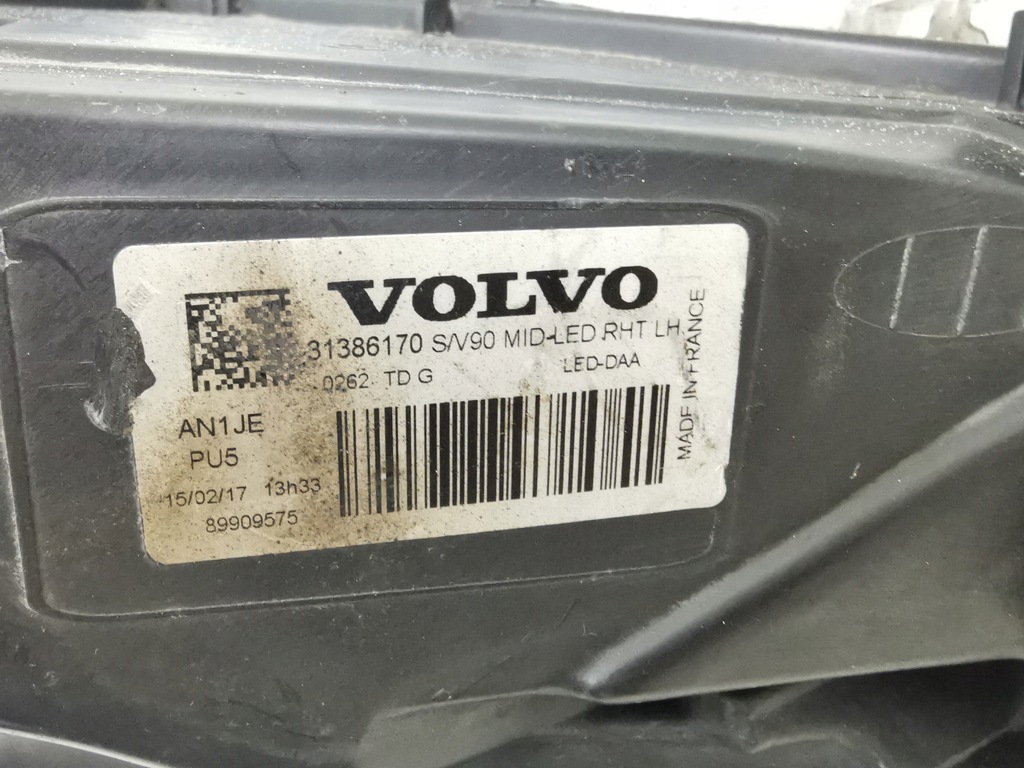 VOLVO
31386170 S/V90 MID-LED RHT LH
0262 TD G LED-DAA
MADE IN FRANCE
AN1JE
PU5
15/02/17 13h33
89909575